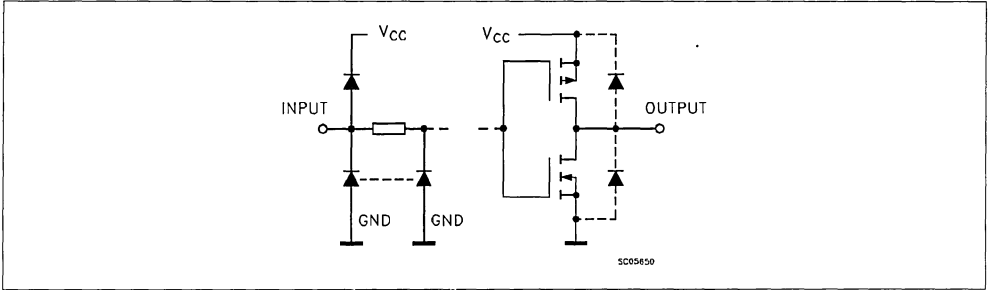 VCC
VCC
INPUT
OUTPUT
GND
GND
SC05650